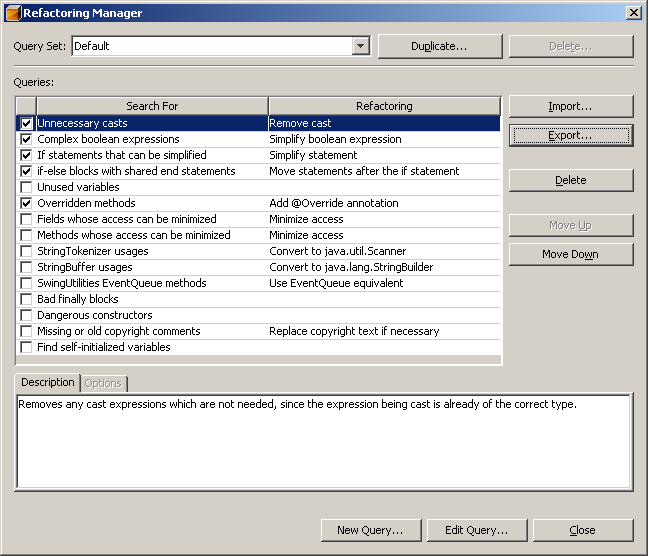 Refactoring Manager
Query Set: Default Duplicate... Delete...
Queries:
Search For Refactoring
Unnecessary casts Remove cast
Complex boolean expressions Simplify boolean expression
If statements that can be simplified Simplify statement
if-else blocks with shared end statements Move statements after the if statement
Unused variables
Overridden methods Add @Override annotation
Fields whose access can be minimized Minimize access
Methods whose access can be minimized Minimize access
StringTokenizer usages Convert to java.util.Scanner
StringBuffer usages Convert to java.lang.StringBuilder
SwingUtilities EventQueue methods Use EventQueue equivalent
Bad finally blocks
Dangerous constructors
Missing or old copyright comments Replace copyright text if necessary
Find self-initialized variables
Import...
Export...
Delete
Move Up
Move Down
Description Options
Removes any cast expressions which are not needed, since the expression being cast is already of the correct type.
New Query... Edit Query... Close